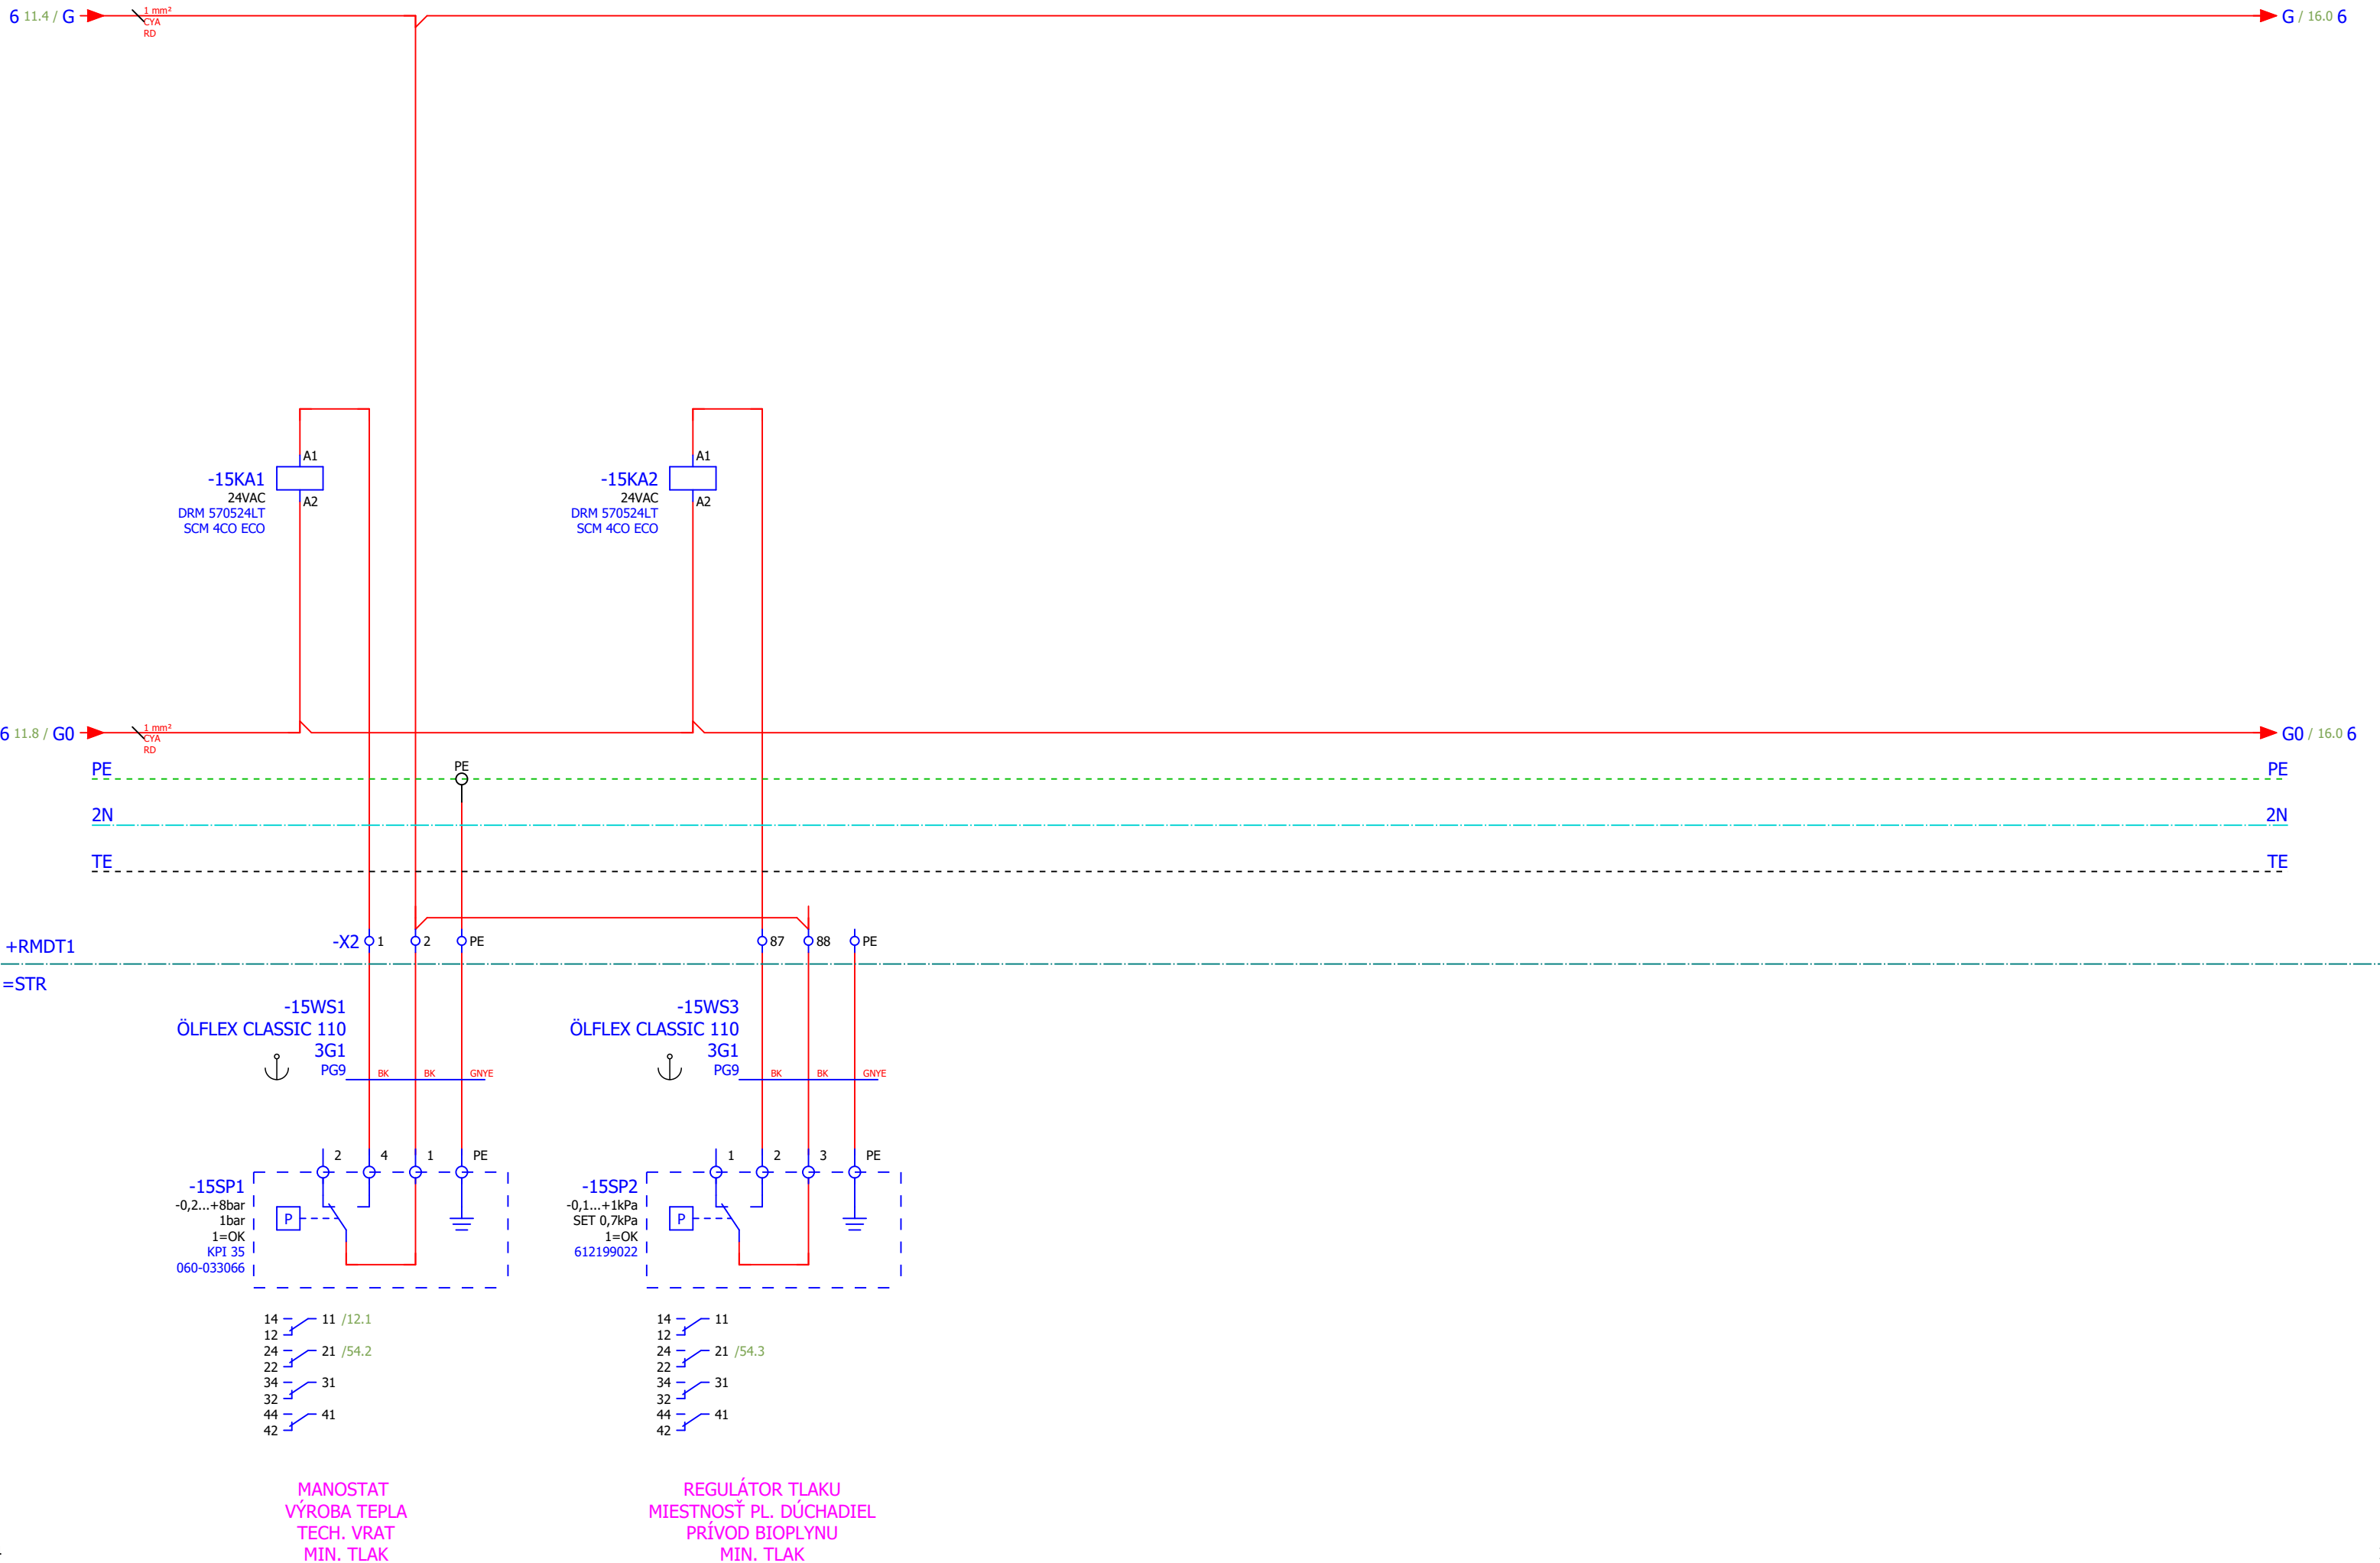 6 11.4 / G
1 mm²
CYA
RD
G / 16.0 6
A1
-15KA1
24VAC
A2
DRM 570524LT
SCM 4CO ECO
A1
-15KA2
24VAC
A2
DRM 570524LT
SCM 4CO ECO
6 11.8 / G0
1 mm²
CYA
RD
G0 / 16.0 6
PE
PE
PE
2N
2N
TE
TE
+RMDT1
-X2 1 2 PE
87 88 PE
=STR
-15WS1
ÖLFLEX CLASSIC 110
3G1
PG9
BK BK GNYE
-15WS3
ÖLFLEX CLASSIC 110
3G1
PG9
BK BK GNYE
2 4 1 PE
-15SP1
-0,2...+8bar
1bar
1=OK
KPI 35
060-033066
P
1 2 3 PE
-15SP2
-0,1...+1kPa
SET 0,7kPa
1=OK
612199022
P
14 11 /12.1
12
24 21 /54.2
22
34 31
32
44 41
42
14 11
12
24 21 /54.3
22
34 31
32
44 41
42
MANOSTAT
VÝROBA TEPLA
TECH. VRAT
MIN. TLAK
REGULÁTOR TLAKU
MIESTNOSŤ PL. DÚCHADIEL
PRÍVOD BIOPLYNU
MIN. TLAK